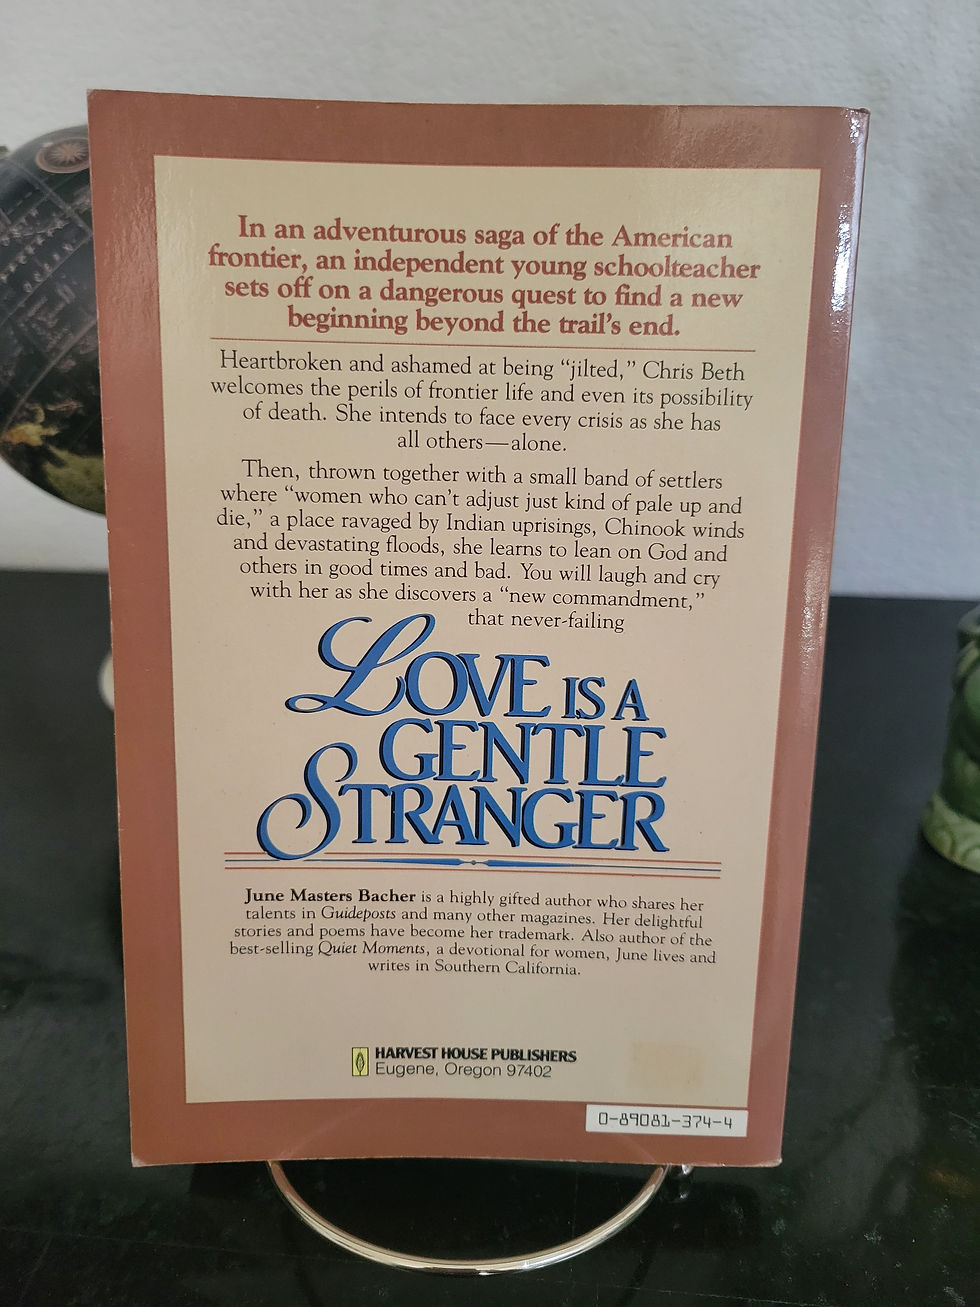 In an adventurous saga of the American
frontier, an independent young schoolteacher
sets off on a dangerous quest to find a new
beginning beyond the trail's end.
Heartbroken and ashamed at being “jilted,” Chris Beth
welcomes the perils of frontier life and even its possibility
of death. She intends to face every crisis as she has
all others—alone.
Then, thrown together with a small band of settlers
where “women who can't adjust just kind of pale up and
die,” a place ravaged by Indian uprisings, Chinook winds
and devastating floods, she learns to lean on God and
others in good times and bad. You will laugh and cry
with her as she discovers a “new commandment,”
that never-failing
LOVE IS A
GENTLE
STRANGER
June Masters Bacher is a highly gifted author who shares her
talents in Guideposts and many other magazines. Her delightful
stories and poems have become her trademark. Also author of the
best-selling Quiet Moments, a devotional for women, June lives and
writes in Southern California.
HARVEST HOUSE PUBLISHERS
Eugene, Oregon 97402
0-89081-374-4